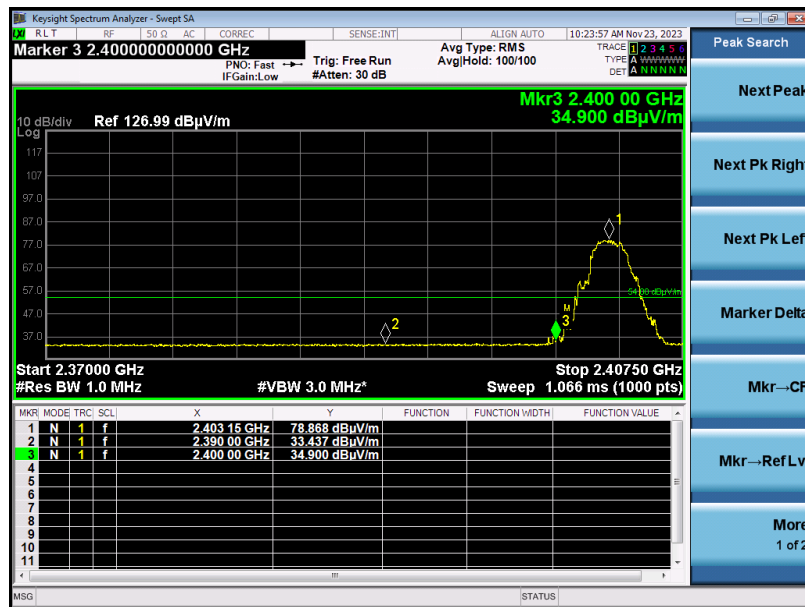 Keysight Spectrum Analyzer - Swept SA
LXI RLT RF 50 Ω AC CORREC SENSE:INT ALIGN AUTO 10:23:57 AM Nov 23, 2023
Marker 3 2.400000000000 GHz
PNO: Fast
IFGain:Low
Trig: Free Run
#Atten: 30 dB
Avg Type: RMS
Avg|Hold: 100/100
TRACE 1 2 3 4 5 6
TYPE A WWWWW
DET A N N N N N
Peak Search
Mkr3 2.400 00 GHz
34.900 dBµV/m
10 dB/div Ref 126.99 dBµV/m
Log
117
107
97.0
87.0
77.0
67.0
57.0
47.0
37.0
1
2
M
3
54.00 dBµV/m
Start 2.37000 GHz Stop 2.40750 GHz
#Res BW 1.0 MHz #VBW 3.0 MHz* Sweep 1.066 ms (1000 pts)
MKR MODE TRC SCL X Y FUNCTION FUNCTION WIDTH FUNCTION VALUE
1 N 1 f 2.403 15 GHz 78.868 dBµV/m
2 N 1 f 2.390 00 GHz 33.437 dBµV/m
3 N 1 f 2.400 00 GHz 34.900 dBµV/m
4
5
6
7
8
9
10
11
MSG STATUS
Next Peak
Next Pk Right
Next Pk Left
Marker Delta
Mkr→CF
Mkr→Ref Lv
More
1 of 2